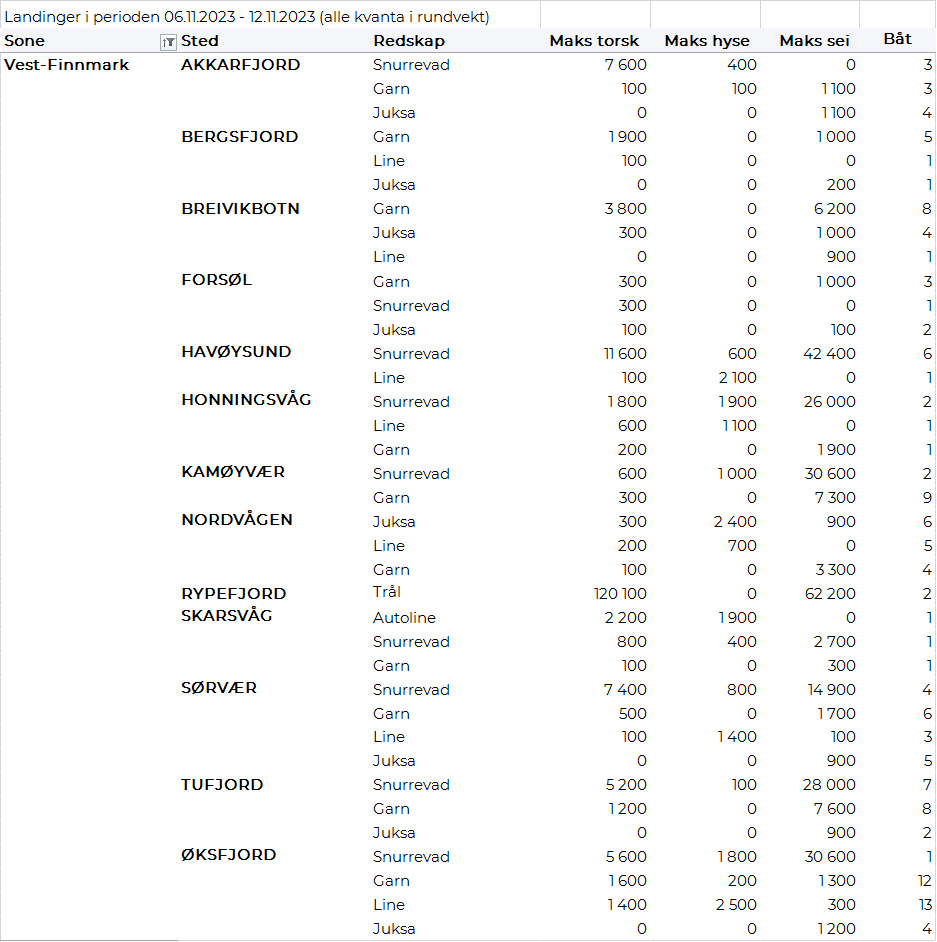 Landinger i perioden 06.11.2023 - 12.11.2023 (alle kvanta i rundvekt)
Sone Sted Redskap Maks torsk Maks hyse Maks sei Båt
Vest-Finnmark AKKARFJORD Snurrevad 7 600 400 0 3
Garn 100 100 1 100 3
Juksa 0 0 1 100 4
BERGSFJORD Garn 1 900 0 1 000 5
Line 100 0 0 1
Juksa 0 0 200 1
BREIVIKBOTN Garn 3 800 0 6 200 8
Juksa 300 0 1 000 4
Line 0 0 900 1
FORSØL Garn 300 0 1 000 3
Snurrevad 300 0 0 1
Juksa 100 0 100 2
HAVØYSUND Snurrevad 11 600 600 42 400 6
Line 100 2 100 0 1
HONNINGSVÅG Snurrevad 1 800 1 900 26 000 2
Line 600 1 100 0 1
Garn 200 0 1 900 1
KAMØYVÆR Snurrevad 600 1 000 30 600 2
Garn 300 0 7 300 9
NORDVÅGEN Juksa 300 2 400 900 6
Line 200 700 0 5
Garn 100 0 3 300 4
RYPEFJORD Trål 120 100 0 62 200 2
SKARSVÅG Autoline 2 200 1 900 0 1
Snurrevad 800 400 2 700 1
Garn 100 0 300 1
SØRVÆR Snurrevad 7 400 800 14 900 4
Garn 500 0 1 700 6
Line 100 1 400 100 3
Juksa 0 0 900 5
TUFJORD Snurrevad 5 200 100 28 000 7
Garn 1 200 0 7 600 8
Juksa 0 0 900 2
ØKSFJORD Snurrevad 5 600 1 800 30 600 1
Garn 1 600 200 1 300 12
Line 1 400 2 500 300 13
Juksa 0 0 1 200 4